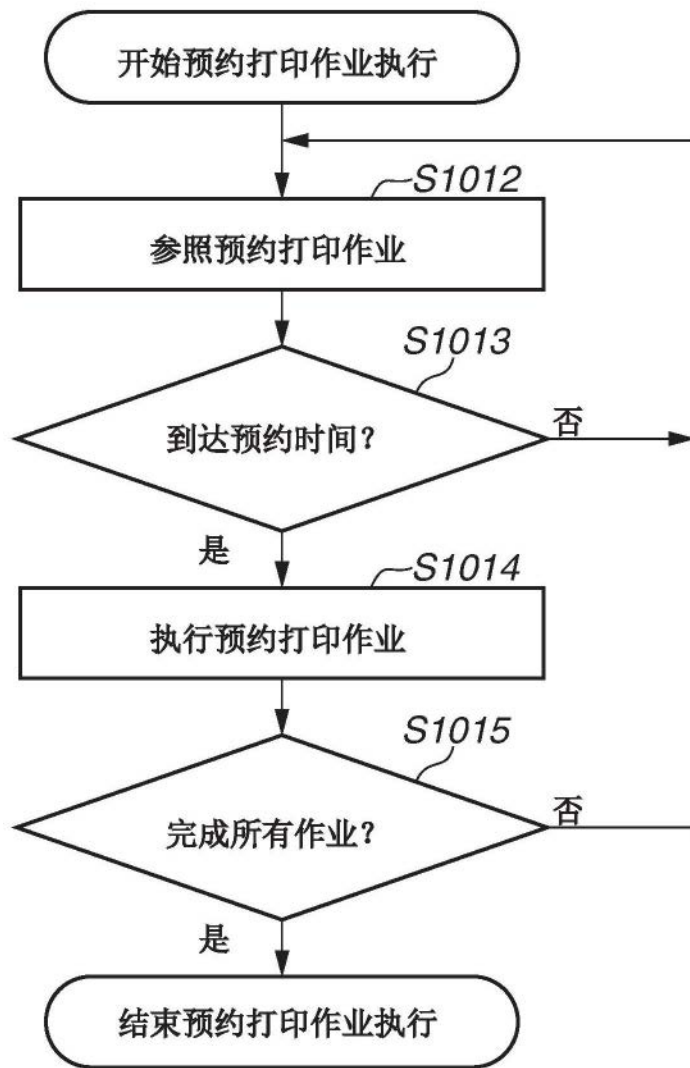 开始预约打印作业执行
S1012
参照预约打印作业
S1013
到达预约时间？
否
是
S1014
执行预约打印作业
S1015
完成所有作业？
否
是
结束预约打印作业执行